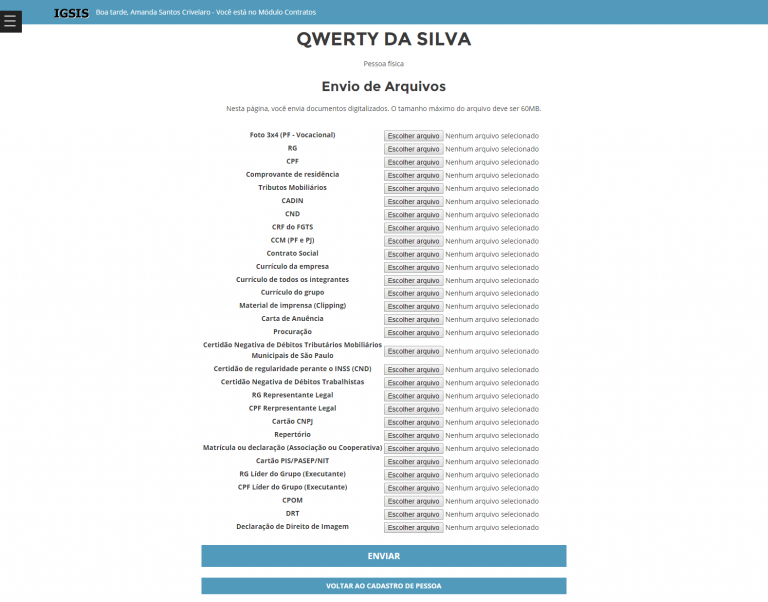 IGSIS Boa tarde, Amanda Santos Crivelaro - Você está no Módulo Contratos
QWERTY DA SILVA
Pessoa física
Envio de Arquivos
Nesta página, você envia documentos digitalizados. O tamanho máximo do arquivo deve ser 60MB.
Foto 3x4 (PF - Vocacional) Escolher arquivo Nenhum arquivo selecionado
RG Escolher arquivo Nenhum arquivo selecionado
CPF Escolher arquivo Nenhum arquivo selecionado
Comprovante de residência Escolher arquivo Nenhum arquivo selecionado
Tributos Mobiliários Escolher arquivo Nenhum arquivo selecionado
CADIN Escolher arquivo Nenhum arquivo selecionado
CND Escolher arquivo Nenhum arquivo selecionado
CRF do FGTS Escolher arquivo Nenhum arquivo selecionado
CCM (PF e PJ) Escolher arquivo Nenhum arquivo selecionado
Contrato Social Escolher arquivo Nenhum arquivo selecionado
Currículo da empresa Escolher arquivo Nenhum arquivo selecionado
Currículo de todos os integrantes Escolher arquivo Nenhum arquivo selecionado
Currículo do grupo Escolher arquivo Nenhum arquivo selecionado
Material de imprensa (Clipping) Escolher arquivo Nenhum arquivo selecionado
Carta de Anuência Escolher arquivo Nenhum arquivo selecionado
Procuração Escolher arquivo Nenhum arquivo selecionado
Certidão Negativa de Débitos Tributários Mobiliários
Municipais de São Paulo Escolher arquivo Nenhum arquivo selecionado
Certidão de regularidade perante o INSS (CND) Escolher arquivo Nenhum arquivo selecionado
Certidão Negativa de Débitos Trabalhistas Escolher arquivo Nenhum arquivo selecionado
RG Representante Legal Escolher arquivo Nenhum arquivo selecionado
CPF Rerpresentante Legal Escolher arquivo Nenhum arquivo selecionado
Cartão CNPJ Escolher arquivo Nenhum arquivo selecionado
Repertório Escolher arquivo Nenhum arquivo selecionado
Matrícula ou declaração (Associação ou Cooperativa) Escolher arquivo Nenhum arquivo selecionado
Cartão PIS/PASEP/NIT Escolher arquivo Nenhum arquivo selecionado
RG Líder do Grupo (Executante) Escolher arquivo Nenhum arquivo selecionado
CPF Líder do Grupo (Executante) Escolher arquivo Nenhum arquivo selecionado
CPOM Escolher arquivo Nenhum arquivo selecionado
DRT Escolher arquivo Nenhum arquivo selecionado
Declaração de Direito de Imagem Escolher arquivo Nenhum arquivo selecionado
ENVIAR
VOLTAR AO CADASTRO DE PESSOA